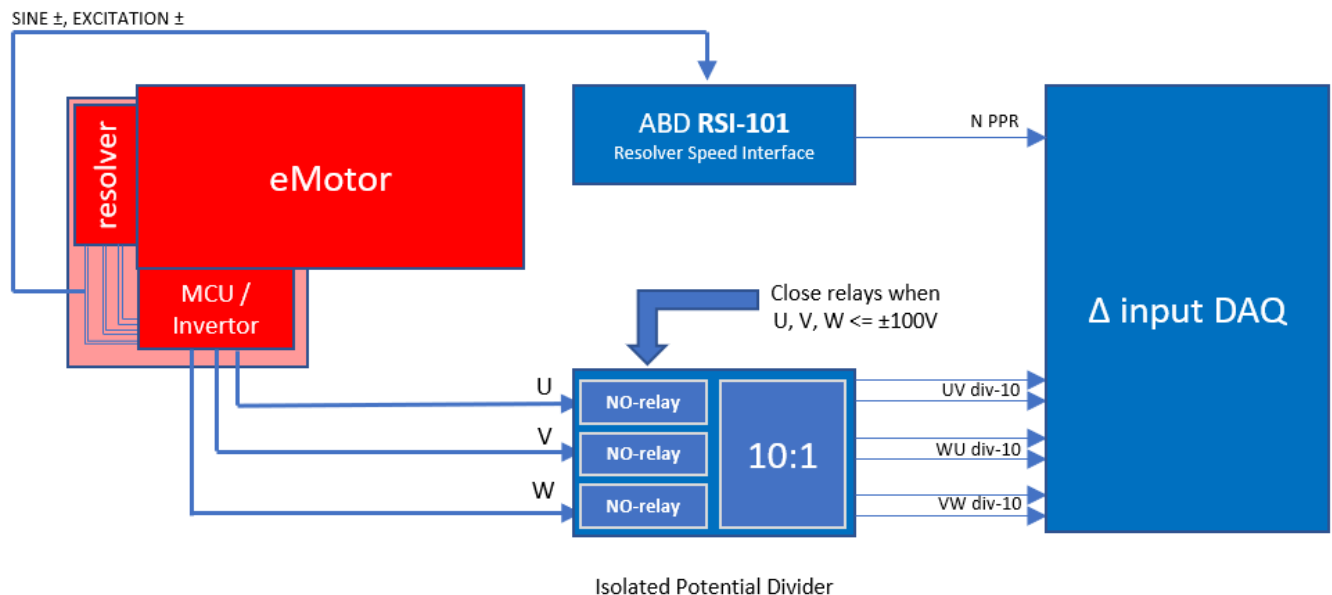 SINE ±, EXCITATION ±
resolver
eMotor
MCU /
Invertor
ABD RSI-101
Resolver Speed Interface
N PPR
Δ input DAQ
Close relays when
U, V, W <= ±100V
U
V
W
NO-relay
NO-relay
NO-relay
10:1
UV div-10
WU div-10
VW div-10
Isolated Potential Divider